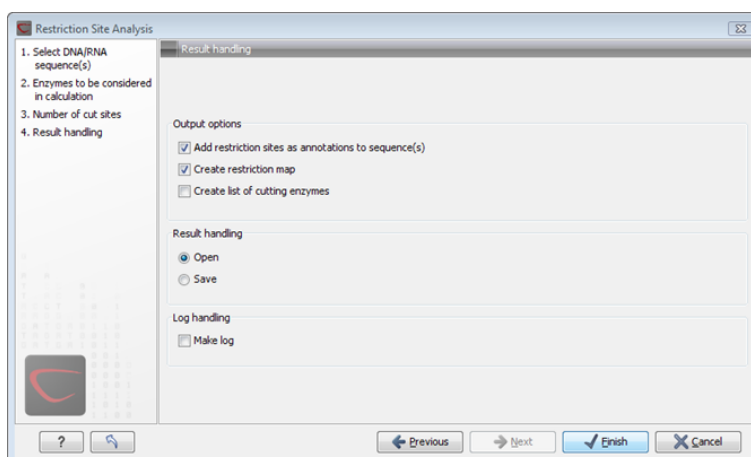 Restriction Site Analysis
1. Select DNA/RNA
sequence(s)
2. Enzymes to be considered
in calculation
3. Number of cut sites
4. Result handling
Result handling
Output options
Add restriction sites as annotations to sequence(s)
Create restriction map
Create list of cutting enzymes
Result handling
Open
Save
Log handling
Make log
?
Previous
Next
Finish
Cancel